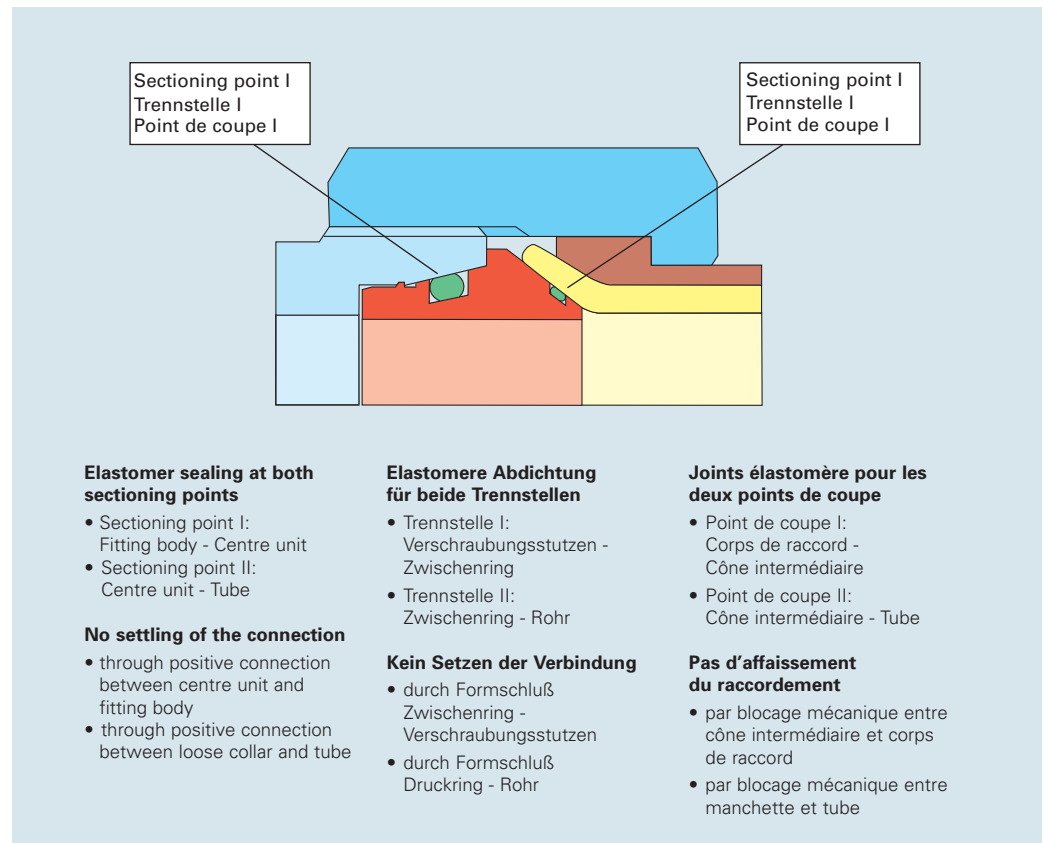 Sectioning point I
Trennstelle I
Point de coupe I
Sectioning point I
Trennstelle I
Point de coupe I
Elastomer sealing at both
sectioning points
• Sectioning point I:
Fitting body - Centre unit
• Sectioning point II:
Centre unit - Tube
No settling of the connection
• through positive connection
between centre unit and
fitting body
• through positive connection
between loose collar and tube
Elastomere Abdichtung
für beide Trennstellen
• Trennstelle I:
Verschraubungsstutzen -
Zwischenring
• Trennstelle II:
Zwischenring - Rohr
Kein Setzen der Verbindung
• durch Formschluß
Zwischenring -
Verschraubungsstutzen
• durch Formschluß
Druckring - Rohr
Joints élastomère pour les
deux points de coupe
• Point de coupe I:
Corps de raccord -
Cône intermédiaire
• Point de coupe II:
Cône intermédiaire - Tube
Pas d'affaissement
du raccordement
• par blocage mécanique entre
cône intermédiaire et corps
de raccord
• par blocage mécanique entre
manchette et tube